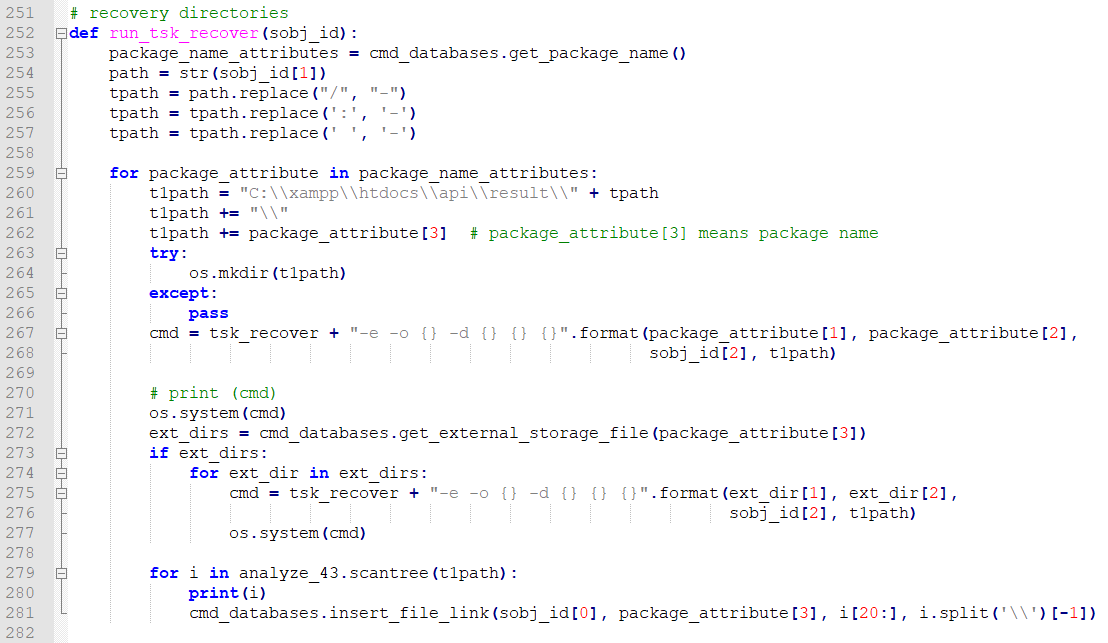 251 # recovery directories
252 def run_tsk_recover(sobj_id):
253     package_name_attributes = cmd_databases.get_package_name()
254     path = str(sobj_id[1])
255     tpath = path.replace("/", "-")
256     tpath = tpath.replace(':', '-')
257     tpath = tpath.replace(' ', '-')
258
259     for package_attribute in package_name_attributes:
260         t1path = "C:\\xampp\\htdocs\\api\\result\\" + tpath
261         t1path += "\\"
262         t1path += package_attribute[3]  # package_attribute[3] means package name
263         try:
264             os.mkdir(t1path)
265         except:
266             pass
267         cmd = tsk_recover + "-e -o {} -d {} {} {}".format(package_attribute[1], package_attribute[2],
268                                                           sobj_id[2], t1path)
269
270         # print (cmd)
271         os.system(cmd)
272         ext_dirs = cmd_databases.get_external_storage_file(package_attribute[3])
273         if ext_dirs:
274             for ext_dir in ext_dirs:
275                 cmd = tsk_recover + "-e -o {} -d {} {} {}".format(ext_dir[1], ext_dir[2],
276                                                                   sobj_id[2], t1path)
277                 os.system(cmd)
278
279         for i in analyze_43.scantree(t1path):
280             print(i)
281             cmd_databases.insert_file_link(sobj_id[0], package_attribute[3], i[20:], i.split('\\')[-1])
282